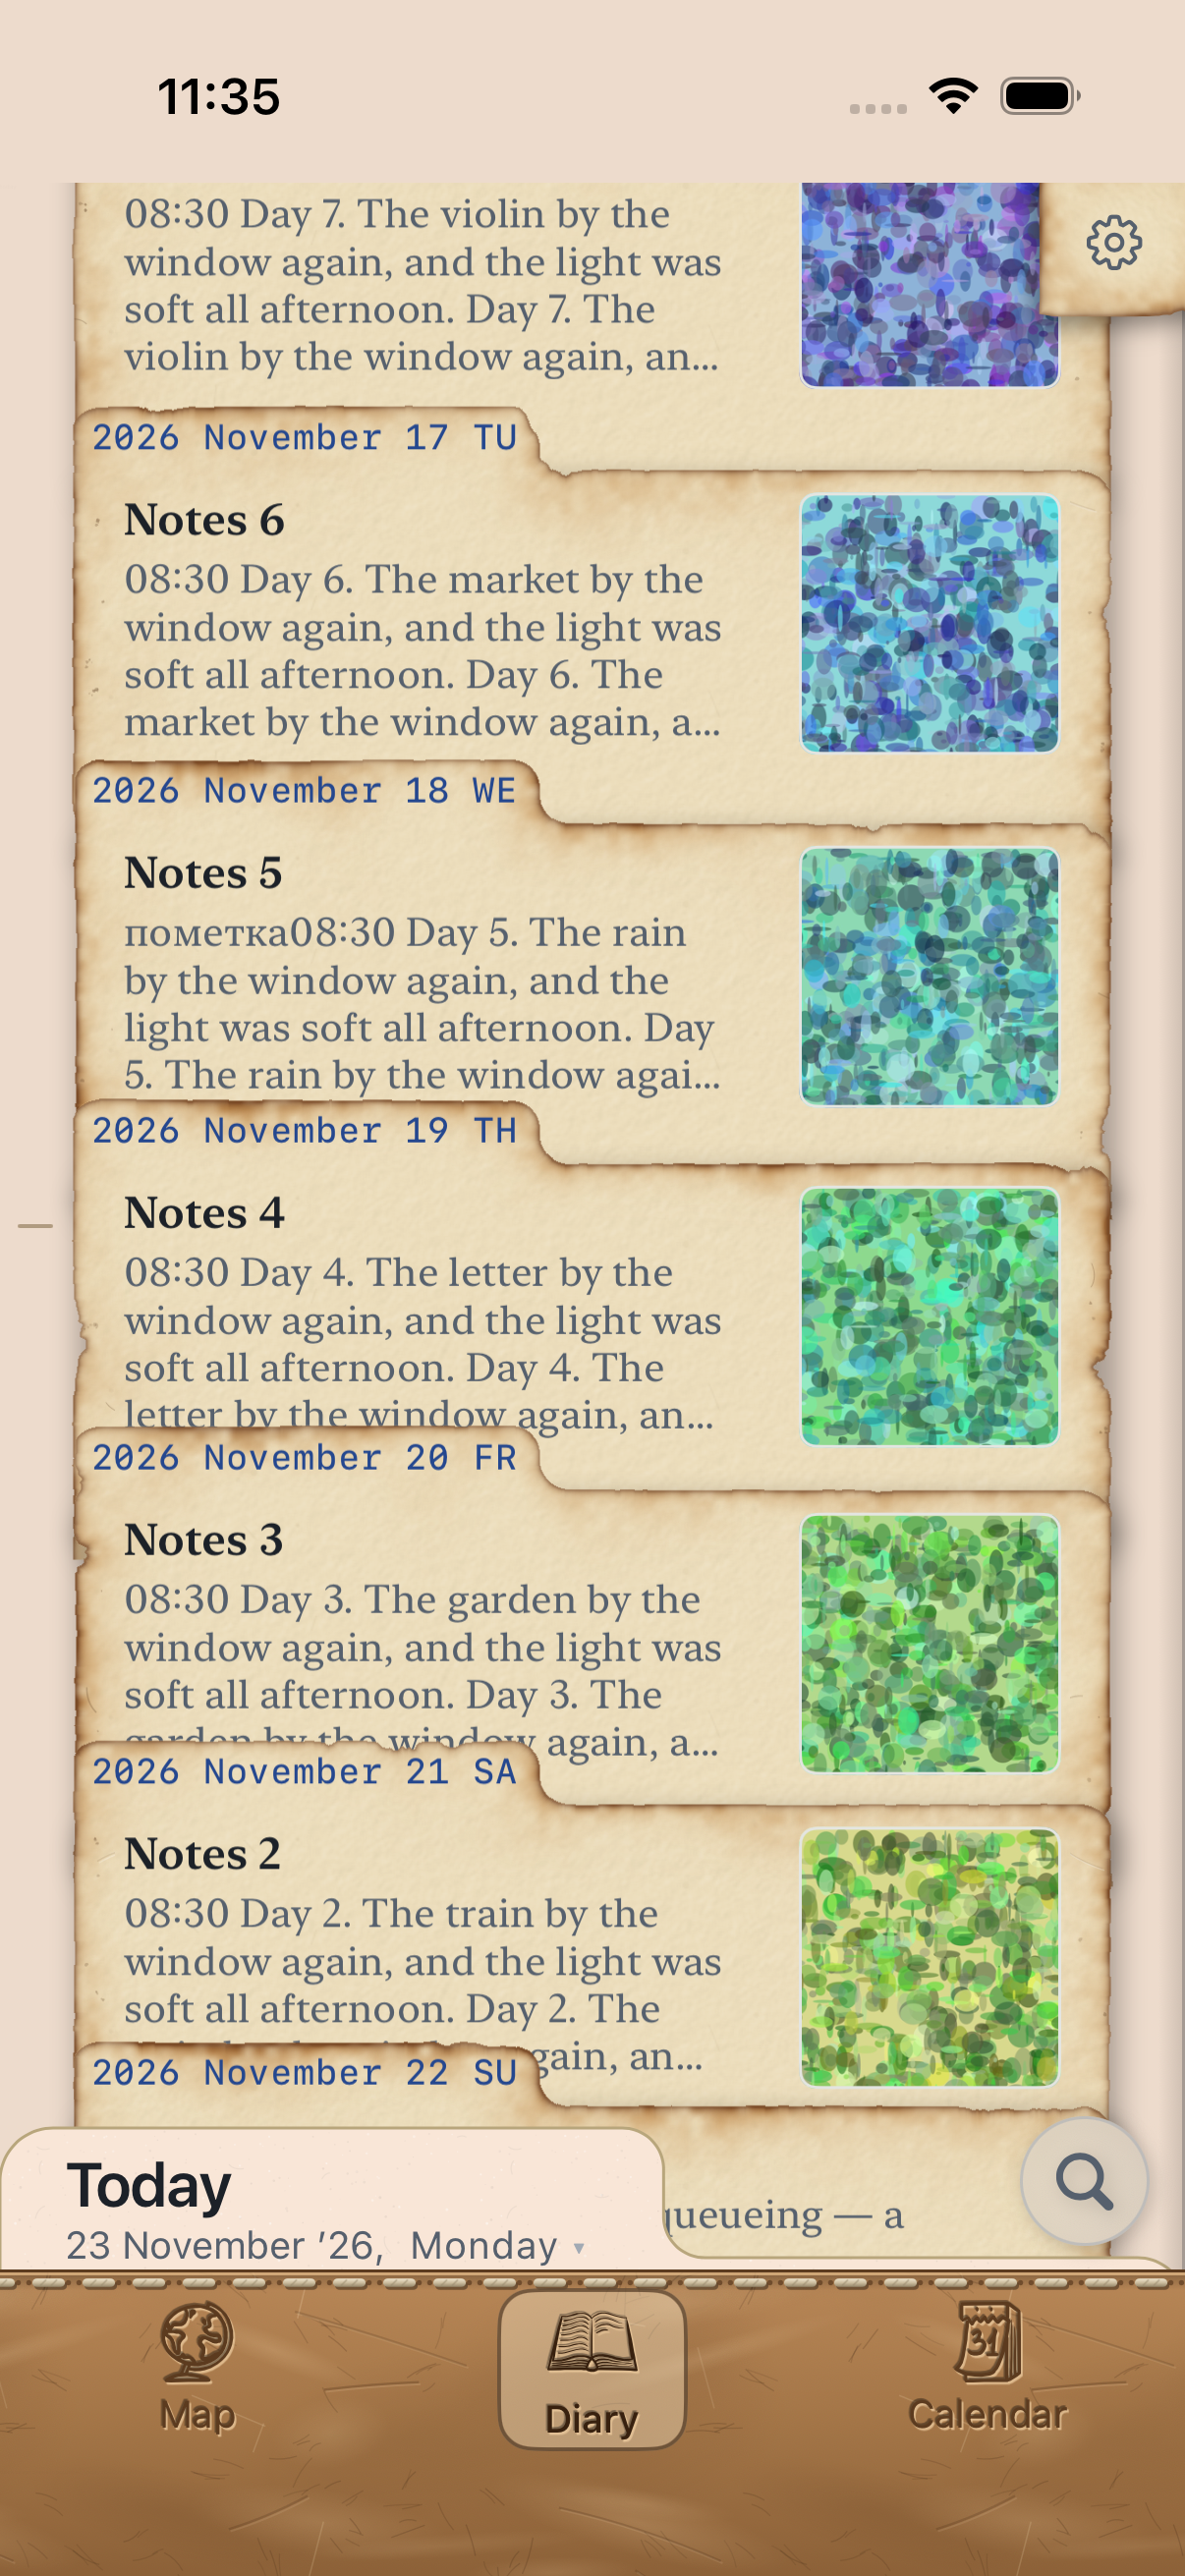 11:35
08:30 Day 7. The violin by the
window again, and the light was
soft all afternoon. Day 7. The
violin by the window again, an...
2026 November 17 TU
Notes 6
08:30 Day 6. The market by the
window again, and the light was
soft all afternoon. Day 6. The
market by the window again, a...
2026 November 18 WE
Notes 5
пометка08:30 Day 5. The rain
by the window again, and the
light was soft all afternoon. Day
5. The rain by the window agai...
2026 November 19 TH
Notes 4
08:30 Day 4. The letter by the
window again, and the light was
soft all afternoon. Day 4. The
letter by the window again, an...
2026 November 20 FR
Notes 3
08:30 Day 3. The garden by the
window again, and the light was
soft all afternoon. Day 3. The
garden by the window again, a...
2026 November 21 SA
Notes 2
08:30 Day 2. The train by the
window again, and the light was
soft all afternoon. Day 2. The
again, an...
2026 November 22 SU
queueing — a
Today
23 November ’26, Monday
Map
Diary
31
Calendar